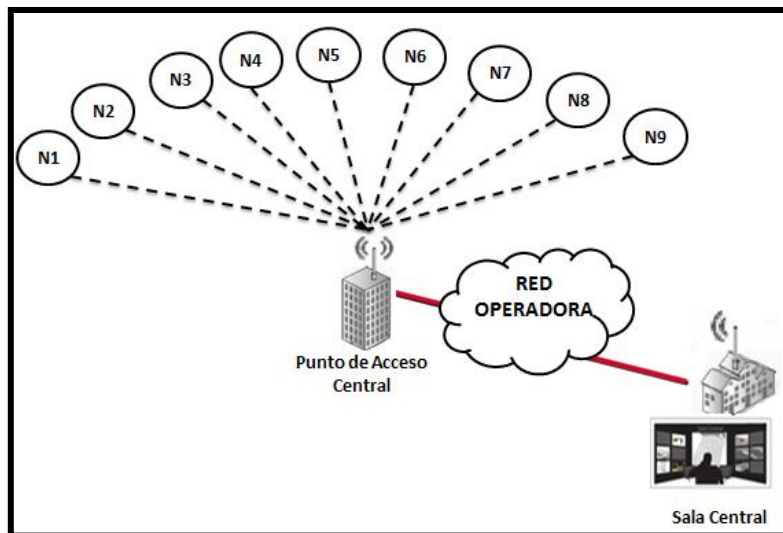 N1
N2
N3
N4
N5
N6
N7
N8
N9
RED
OPERADORA
Punto de Acceso
Central
Sala Central